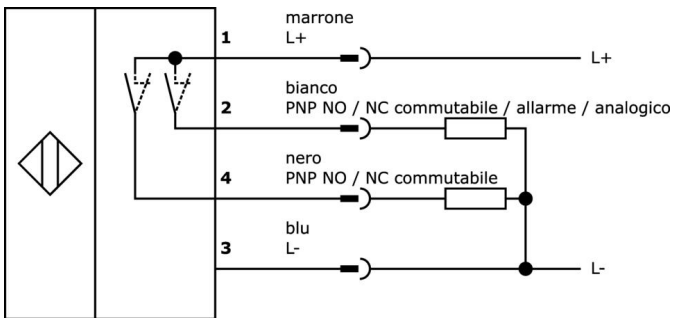 marrone
1 L+ L+
bianco
2 PNP NO / NC commutabile / allarme / analogico
nero
4 PNP NO / NC commutabile
blu
3 L- L-